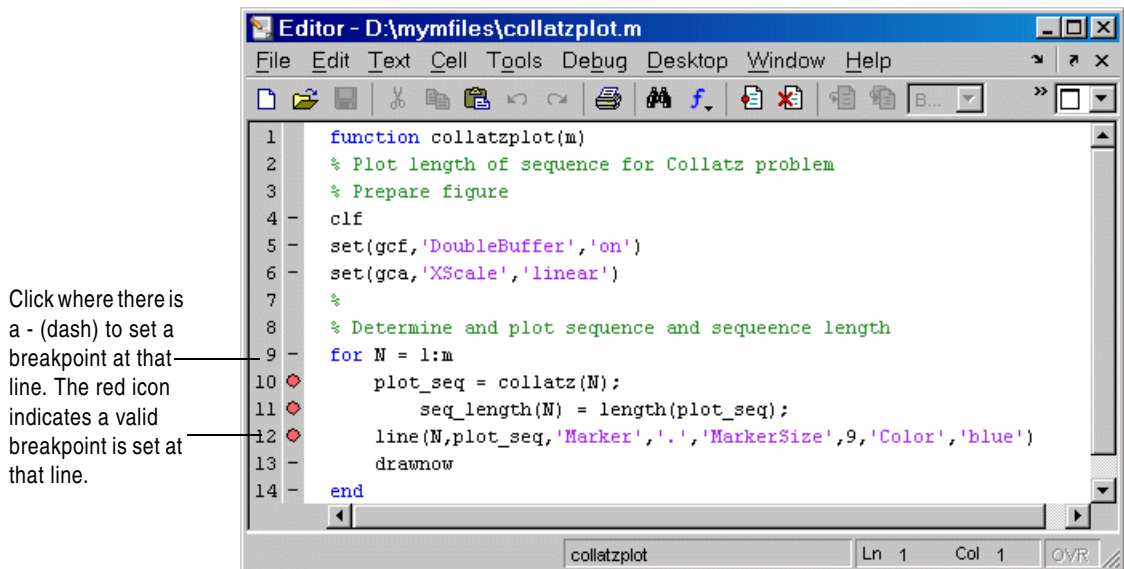 Editor - D:\mymfiles\collatzplot.m
File Edit Text Cell Tools Debug Desktop Window Help
B...
1 function collatzplot(m)
2 % Plot length of sequence for Collatz problem
3 % Prepare figure
4 - clf
5 - set(gcf,'DoubleBuffer','on')
6 - set(gca,'XScale','linear')
7 %
8 % Determine and plot sequence and sequeence length
9 - for N = 1:m
10 plot_seq = collatz(N);
11 seq_length(N) = length(plot_seq);
12 line(N,plot_seq,'Marker','.','MarkerSize',9,'Color','blue')
13 - drawnow
14 - end
collatzplot Ln 1 Col 1 OVR
Click where there is
a - (dash) to set a
breakpoint at that
line. The red icon
indicates a valid
breakpoint is set at
that line.